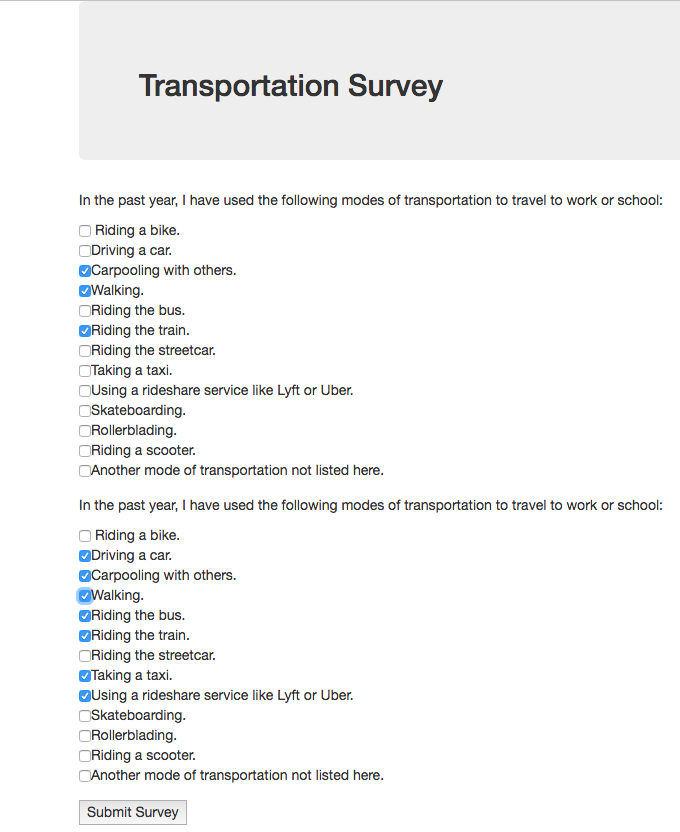 Transportation Survey
In the past year, I have used the following modes of transportation to travel to work or school:
Riding a bike.
Driving a car.
Carpooling with others.
Walking.
Riding the bus.
Riding the train.
Riding the streetcar.
Taking a taxi.
Using a rideshare service like Lyft or Uber.
Skateboarding.
Rollerblading.
Riding a scooter.
Another mode of transportation not listed here.
In the past year, I have used the following modes of transportation to travel to work or school:
Riding a bike.
Driving a car.
Carpooling with others.
Walking.
Riding the bus.
Riding the train.
Riding the streetcar.
Taking a taxi.
Using a rideshare service like Lyft or Uber.
Skateboarding.
Rollerblading.
Riding a scooter.
Another mode of transportation not listed here.
Submit Survey